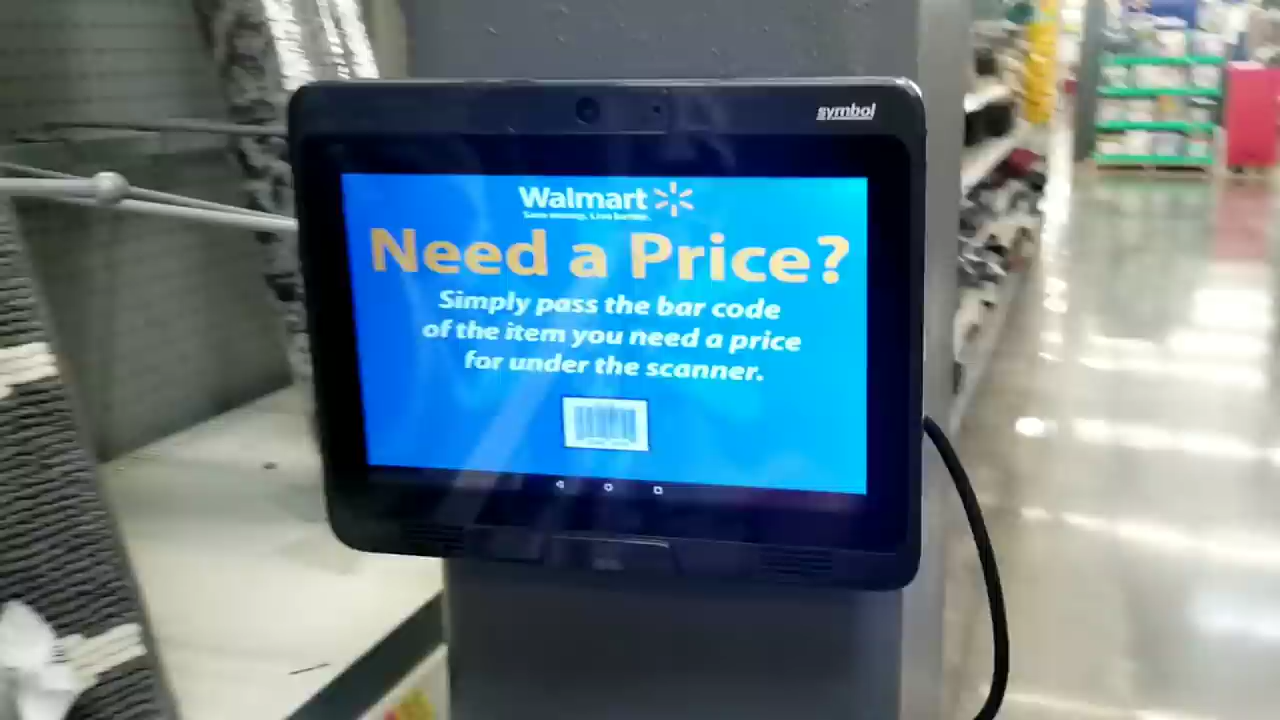 symbol
Walmart
Save money. Live better.
Need a Price?
Simply pass the bar code
of the item you need a price
for under the scanner.